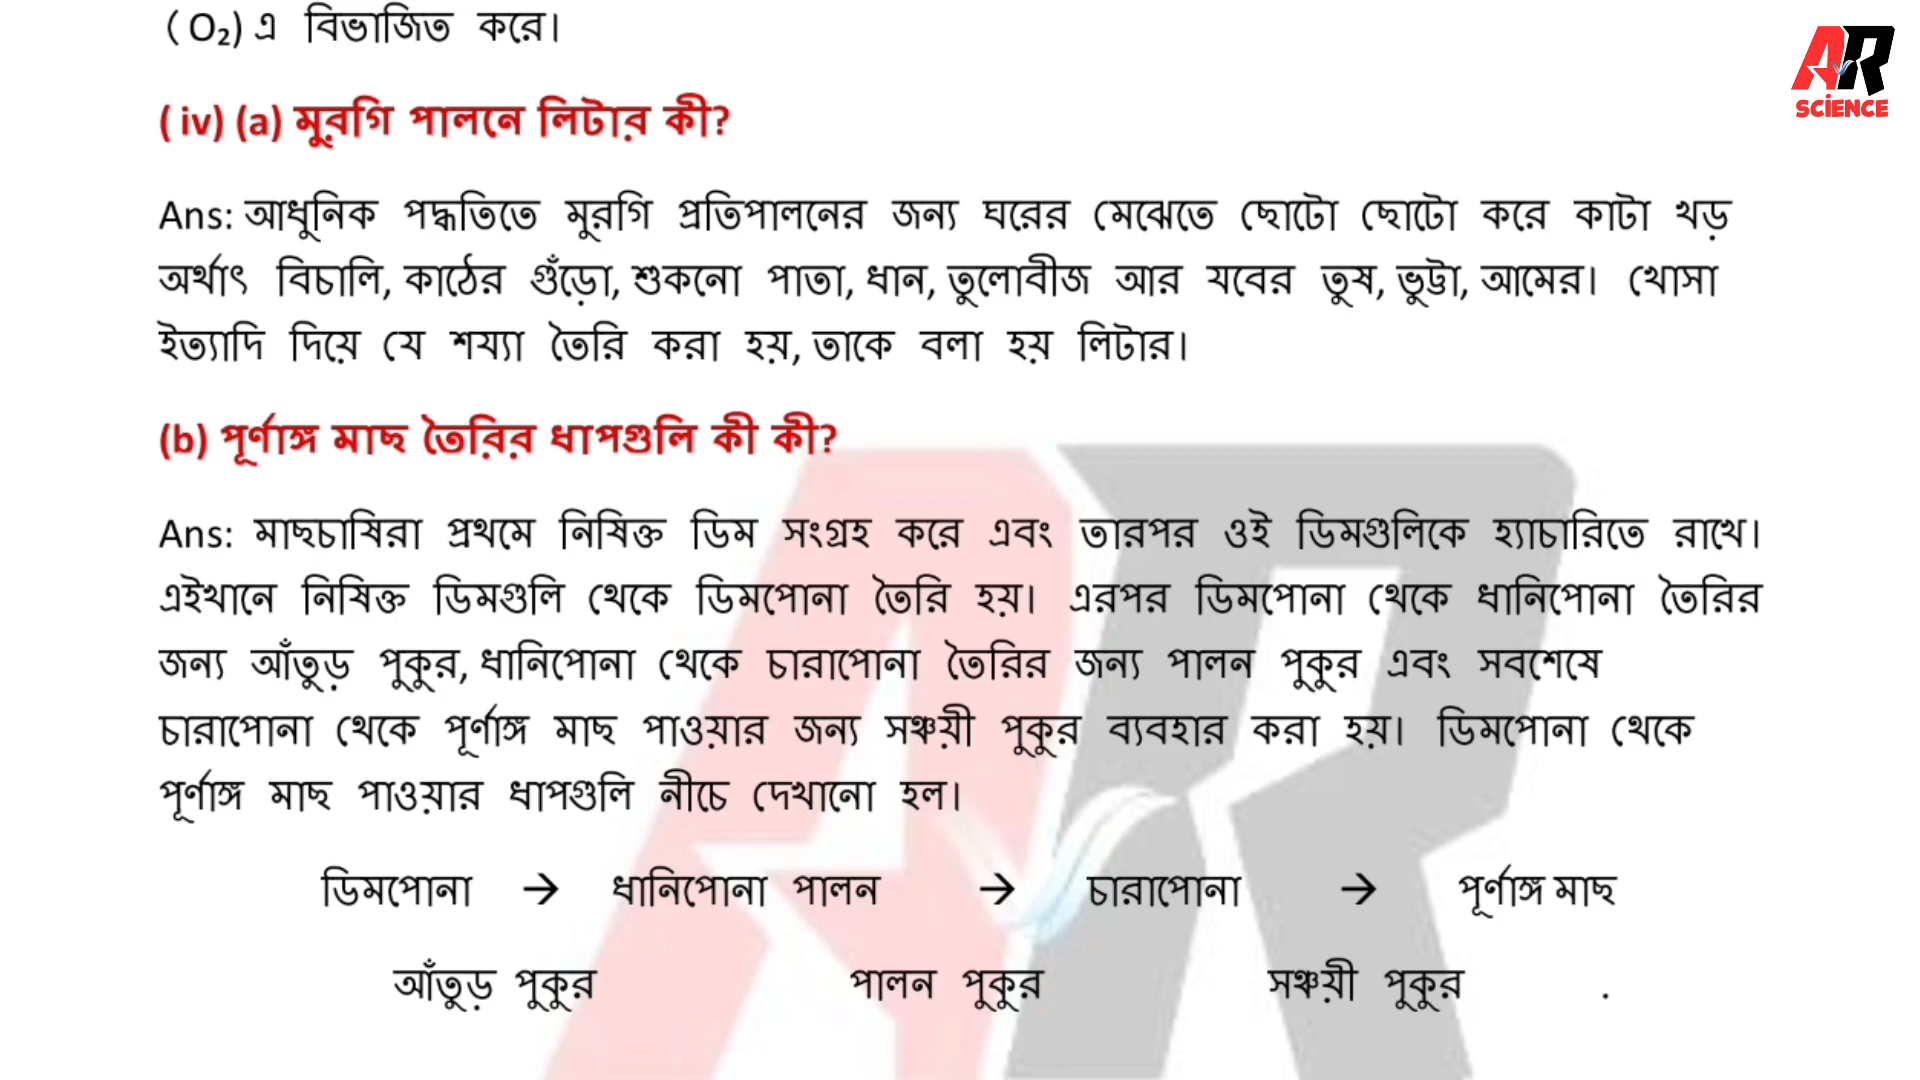 ( O₂) এ বিভাজিত করে।
AR
SCIENCE
( iv) (a) মুরগি পালনে লিটার কী?
Ans: আধুনিক পদ্ধতিতে মুরগি প্রতিপালনের জন্য ঘরের মেঝেতে ছোটো ছোটো করে কাটা খড়
অর্থাৎ বিচালি, কাঠের গুঁড়ো, শুকনো পাতা, ধান, তুলোবীজ আর যবের তুষ, ভুট্টা, আমের। খোসা
ইত্যাদি দিয়ে যে শয্যা তৈরি করা হয়, তাকে বলা হয় লিটার।
(b) পূর্ণাঙ্গ মাছ তৈরির ধাপগুলি কী কী?
Ans: মাছচাষিরা প্রথমে নিষিক্ত ডিম সংগ্রহ করে এবং তারপর ওই ডিমগুলিকে হ্যাচারিতে রাখে।
এইখানে নিষিক্ত ডিমগুলি থেকে ডিমপোনা তৈরি হয়। এরপর ডিমপোনা থেকে ধানিপোনা তৈরির
জন্য আঁতুড় পুকুর, ধানিপোনা থেকে চারাপোনা তৈরির জন্য পালন পুকুর এবং সবশেষে
চারাপোনা থেকে পূর্ণাঙ্গ মাছ পাওয়ার জন্য সঞ্চয়ী পুকুর ব্যবহার করা হয়। ডিমপোনা থেকে
পূর্ণাঙ্গ মাছ পাওয়ার ধাপগুলি নীচে দেখানো হল।
ডিমপোনা → ধানিপোনা পালন → চারাপোনা → পূর্ণাঙ্গ মাছ
আঁতুড় পুকুর পালন পুকুর সঞ্চয়ী পুকুর .